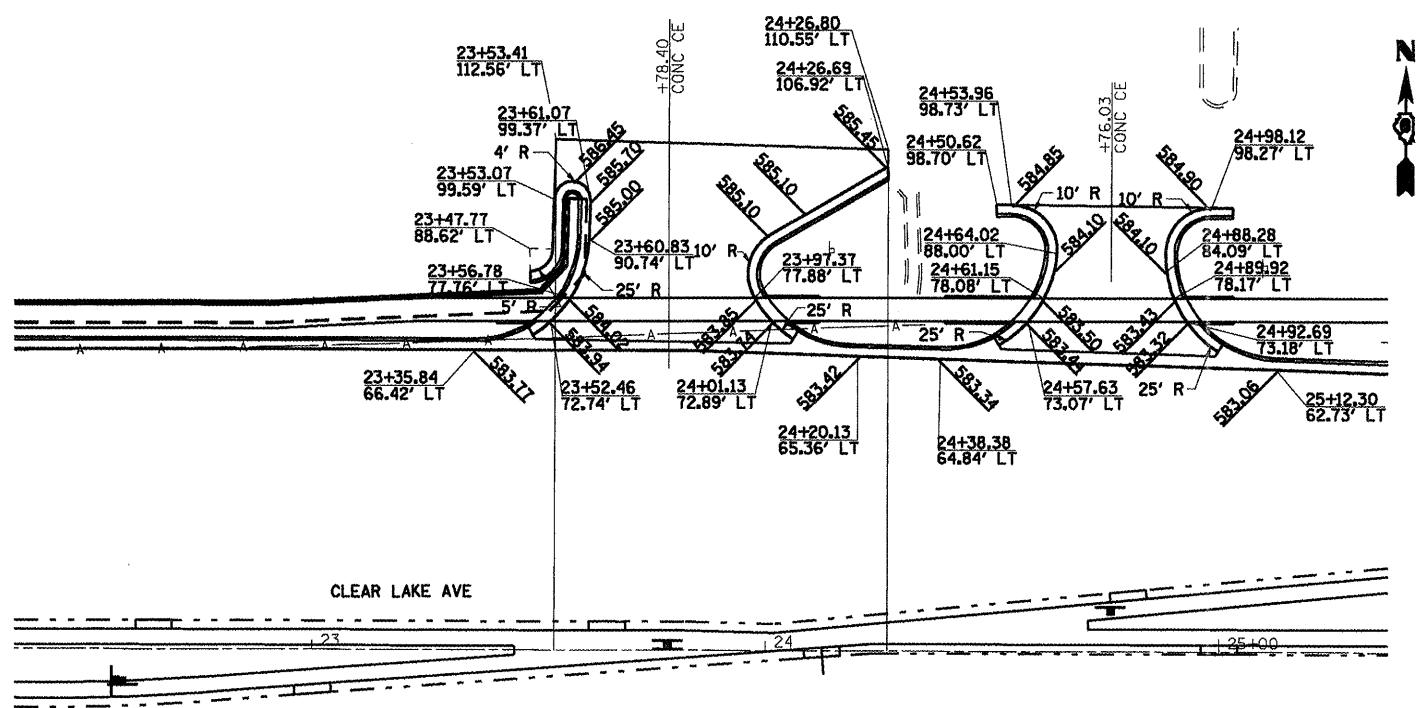 24+26.80
110.55' LT
N
23+53.41
112.56' LT
+78.40
CONC CE
24+26.69
106.92' LT
24+53.96
98.73' LT
+76.03
CONC CE
23+61.07
99.37' LT
586.45
585.45
584.85
584.90
24+98.12
98.27' LT
4' R
585.70
24+50.62
98.70' LT
23+53.07
99.59' LT
585.00
585.10
585.10
10' R
10' R
23+47.77
88.62' LT
23+60.83
90.74' LT
10' R
24+64.02
88.00' LT
584.10
584.10
24+88.28
84.09' LT
23+56.78
77.76' LT
23+97.37
77.88' LT
24+61.15
78.08' LT
24+89.92
78.17' LT
25' R
5' R
584.02
583.94
583.85
583.74
25' R
25' R
583.50
583.44
583.43
583.32
24+92.69
73.18' LT
A
A
A
A
A
A
A
A
A
A
23+35.84
66.42' LT
583.77
23+52.46
72.74' LT
24+01.13
72.89' LT
583.42
583.34
24+57.63
73.07' LT
25' R
583.06
25+12.30
62.73' LT
24+20.13
65.36' LT
24+38.38
64.84' LT
CLEAR LAKE AVE
23
24
25+00